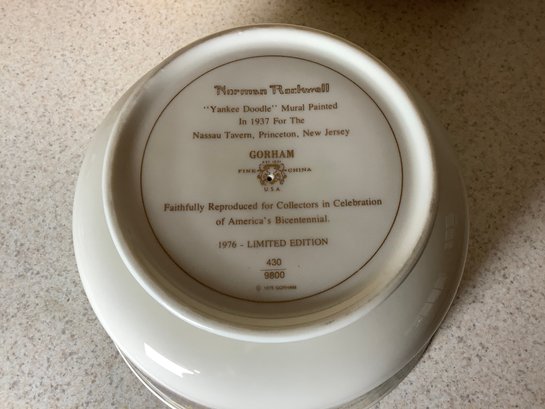 Norman Rockwell
"Yankee Doodle" Mural Painted
In 1937 For The
Nassau Tavern, Princeton, New Jersey
GORHAM
FINE CHINA
U.S.A.
Faithfully Reproduced for Collectors in Celebration
of America's Bicentennial.
1976 - LIMITED EDITION
430
9800
© 1975 GORHAM